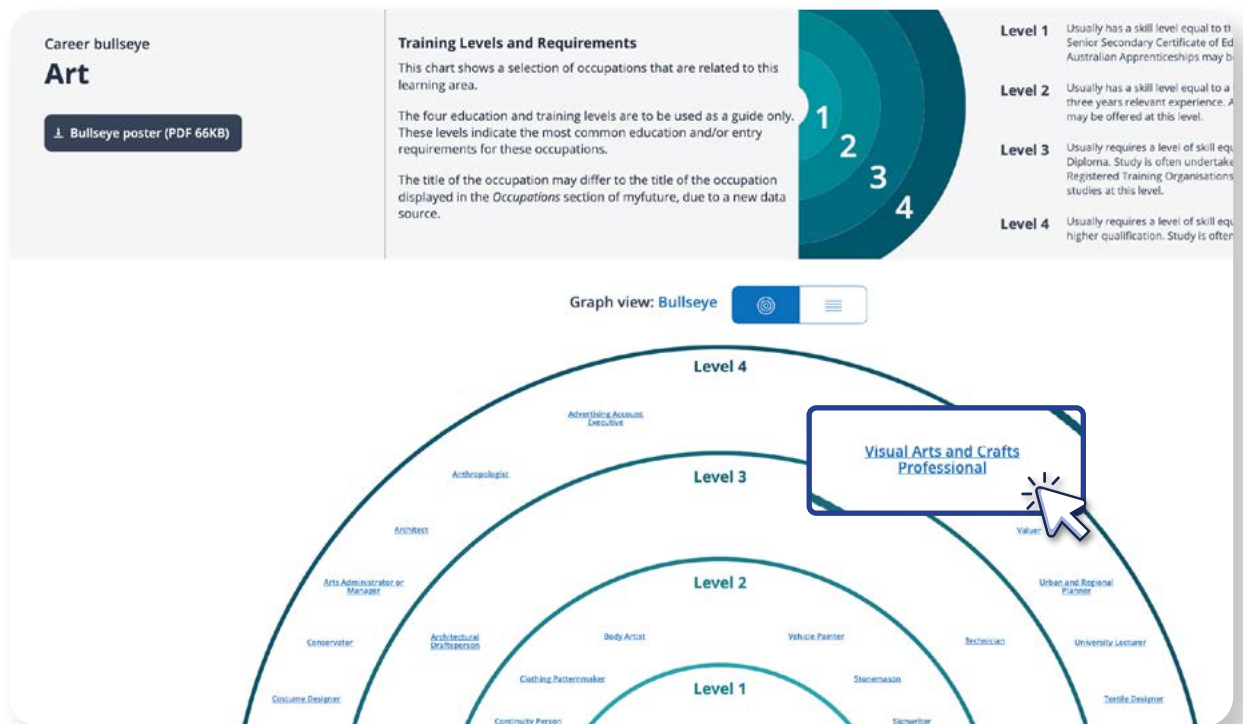 Career bullseye
Art
Bullseye poster (PDF 66KB)
Training Levels and Requirements
This chart shows a selection of occupations that are related to this
learning area.
The four education and training levels are to be used as a guide only.
These levels indicate the most common education and/or entry
requirements for these occupations.
The title of the occupation may differ to the title of the occupation
displayed in the Occupations section of myfuture, due to a new data
source.
1
2
3
4
Level 1
Usually has a skill level equal to
Senior Secondary Certificate of
Australian Apprenticeships may
Level 2
Usually has a skill level equal to a
three years relevant experience.
may be offered at this level.
Level 3
Usually requires a level of skill
Diploma. Study is often
Registered Training Organisations
studies at this level.
Level 4
Usually requires a level of skill
higher qualification. Study is
Graph view: Bullseye
Level 4
Advertising Account
Executive
Visual Arts and Crafts
Professional
Anthropologist
Level 3
Architect
Valuer
Arts Administrator or
Manager
Level 2
Urban and Regional
Planner
Conservator
Architectural
Draftsperson
Body Artist
Vehicle Painter
Technician
University Lecturer
Clothing Patternmaker
Level 1
Stonemason
Costume Designer
Textile Designer
Continuity Person
Signwriter